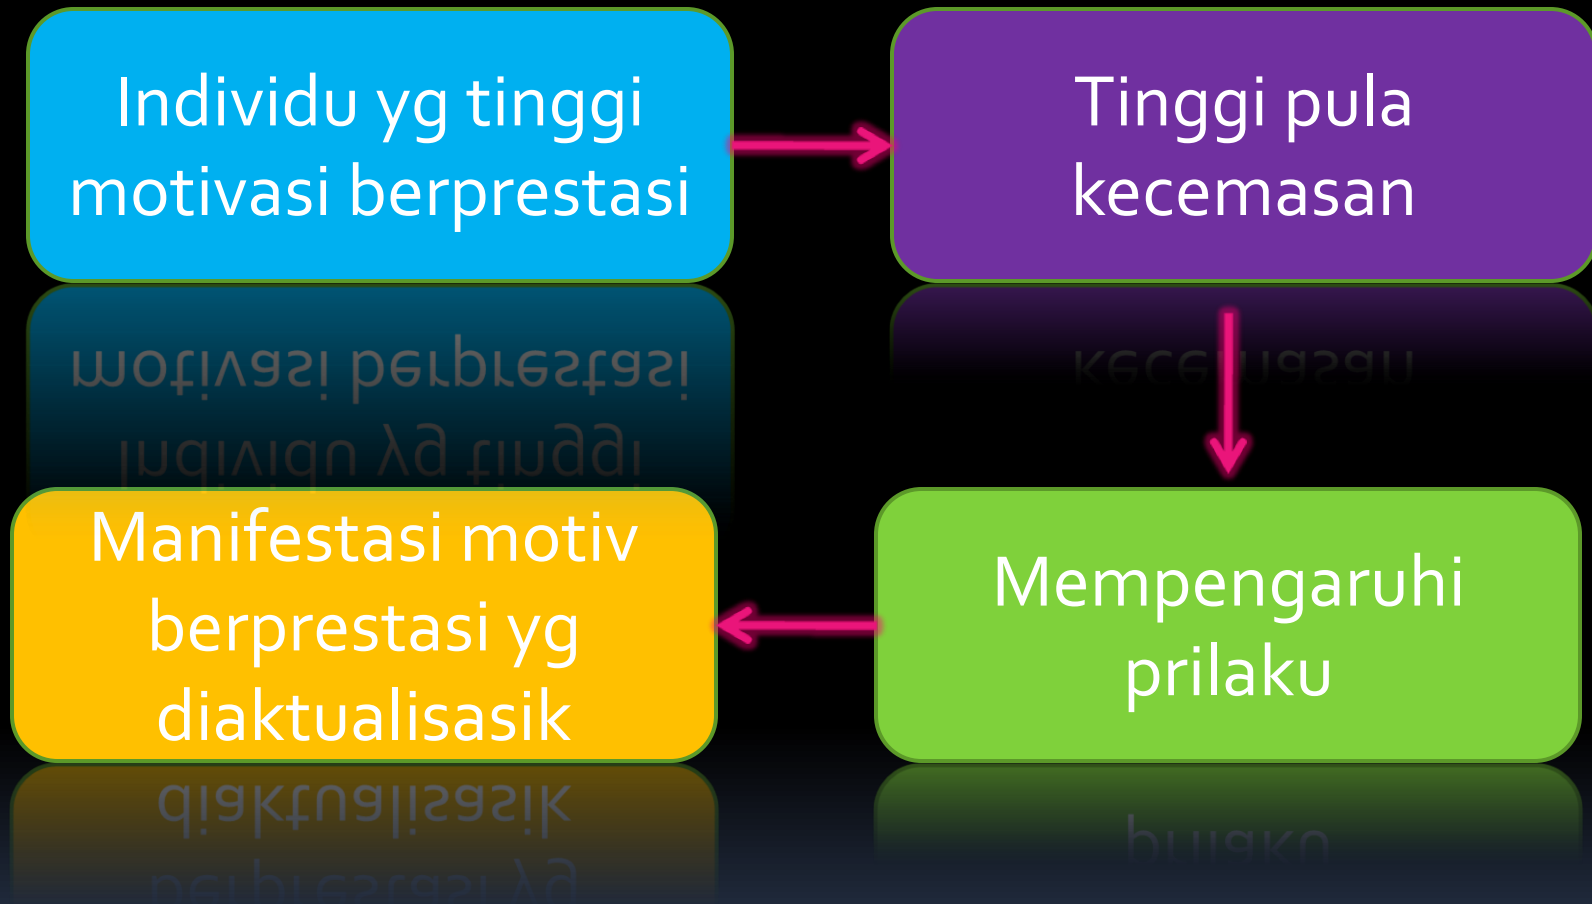 Individu yg tinggi
motivasi berprestasi
Tinggi pula
kecemasan
Mempengaruhi
prilaku
Manifestasi motiv
berprestasi yg
diaktualisasik